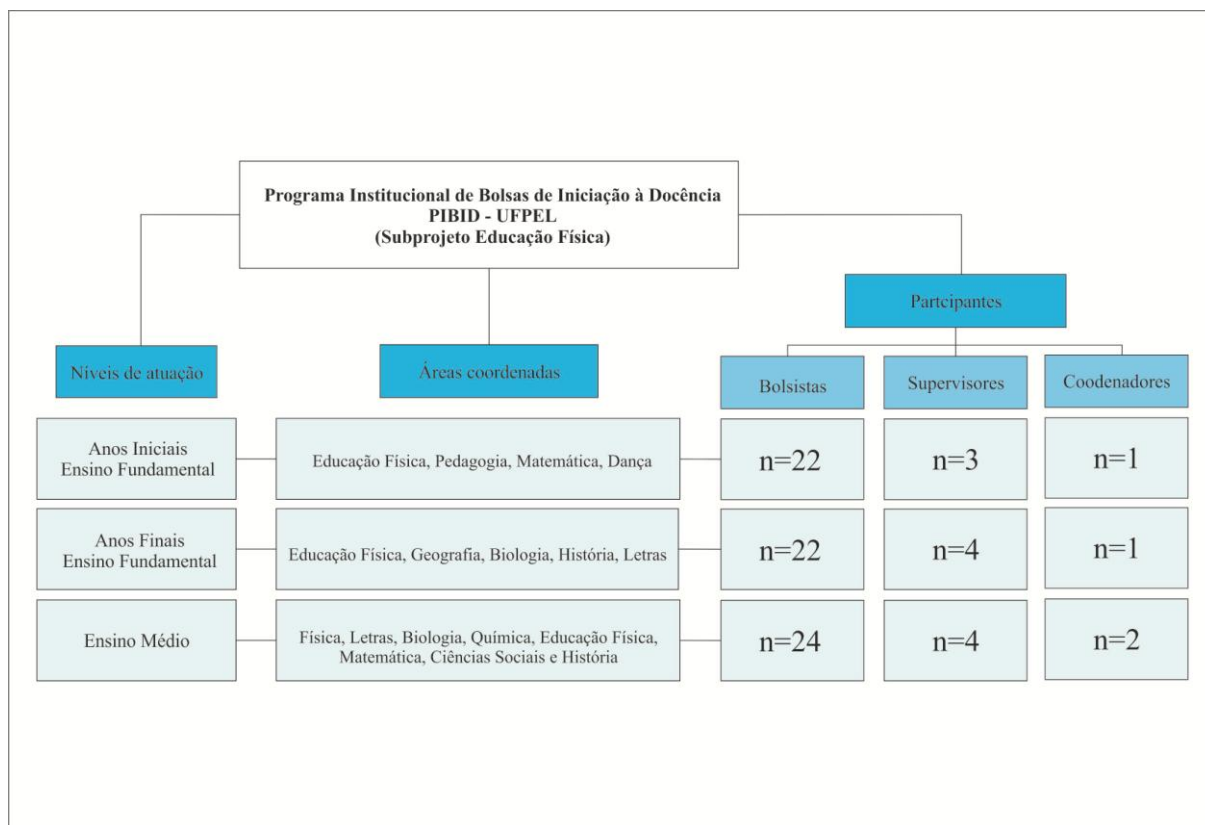 Programa Institucional de Bolsas de Iniciação à Docência
PIBID - UFPEL
(Subprojeto Educação Física)
Partcipantes
Níveis de atuação
Áreas coordenadas
Bolsistas
Supervisores
Coodenadores
Anos Iniciais
Ensino Fundamental
Educação Física, Pedagogia, Matemática, Dança
n=22
n=3
n=1
Anos Finais
Ensino Fundamental
Educação Física, Geografia, Biologia, História, Letras
n=22
n=4
n=1
Ensino Médio
Física, Letras, Biologia, Química, Educação Física,
Matemática, Ciências Sociais e História
n=24
n=4
n=2